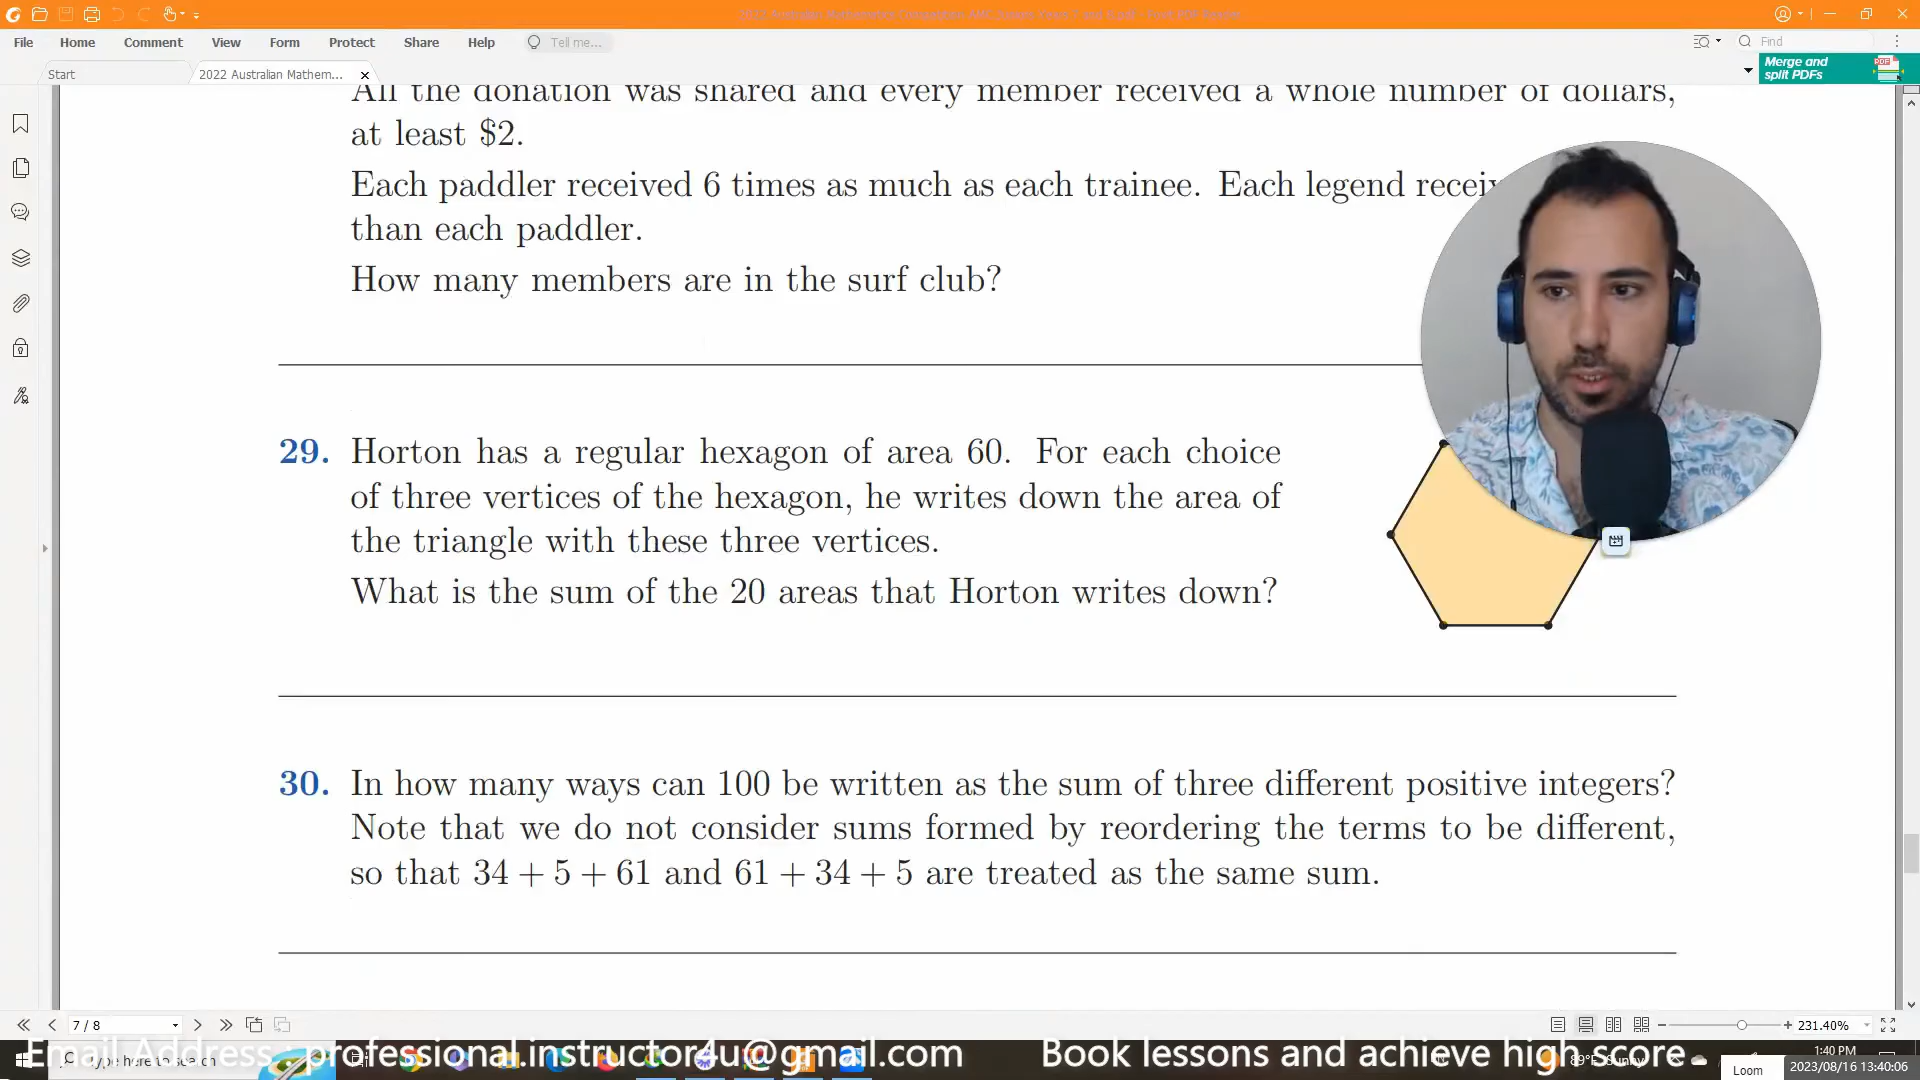 File Home Comment View Form Protect Share Help Tell me... Find
Merge and
split PDFs
Start 2022 Australian Mathem...
All the donation was shared and every member received a whole number of dollars,
at least $2.
Each paddler received 6 times as much as each trainee. Each legend
than each paddler.
How many members are in the surf club?
29. Horton has a regular hexagon of area 60. For each choice
of three vertices of the hexagon, he writes down the area of
the triangle with these three vertices.
What is the sum of the 20 areas that Horton writes down?
30. In how many ways can 100 be written as the sum of three different positive integers?
Note that we do not consider sums formed by reordering the terms to be different,
so that 34 + 5 + 61 and 61 + 34 + 5 are treated as the same sum.
7 / 8 231.40%
Email Address : professional.instructor4u@gmail.com Book lessons and achieve high score
1:40 PM
Loom 2023/08/16 13:40:06